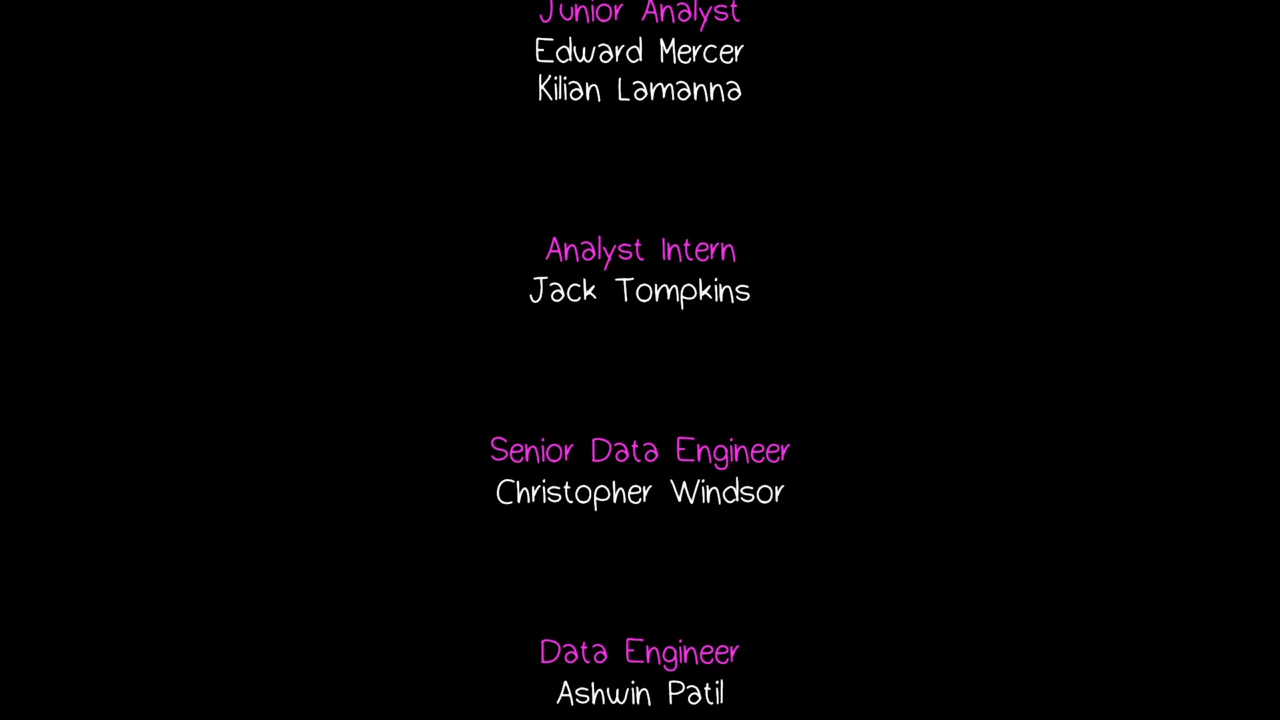 Junior Analyst
Edward Mercer
Kilian Lamanna
Analyst Intern
Jack Tompkins
Senior Data Engineer
Christopher Windsor
Data Engineer
Ashwin Patil